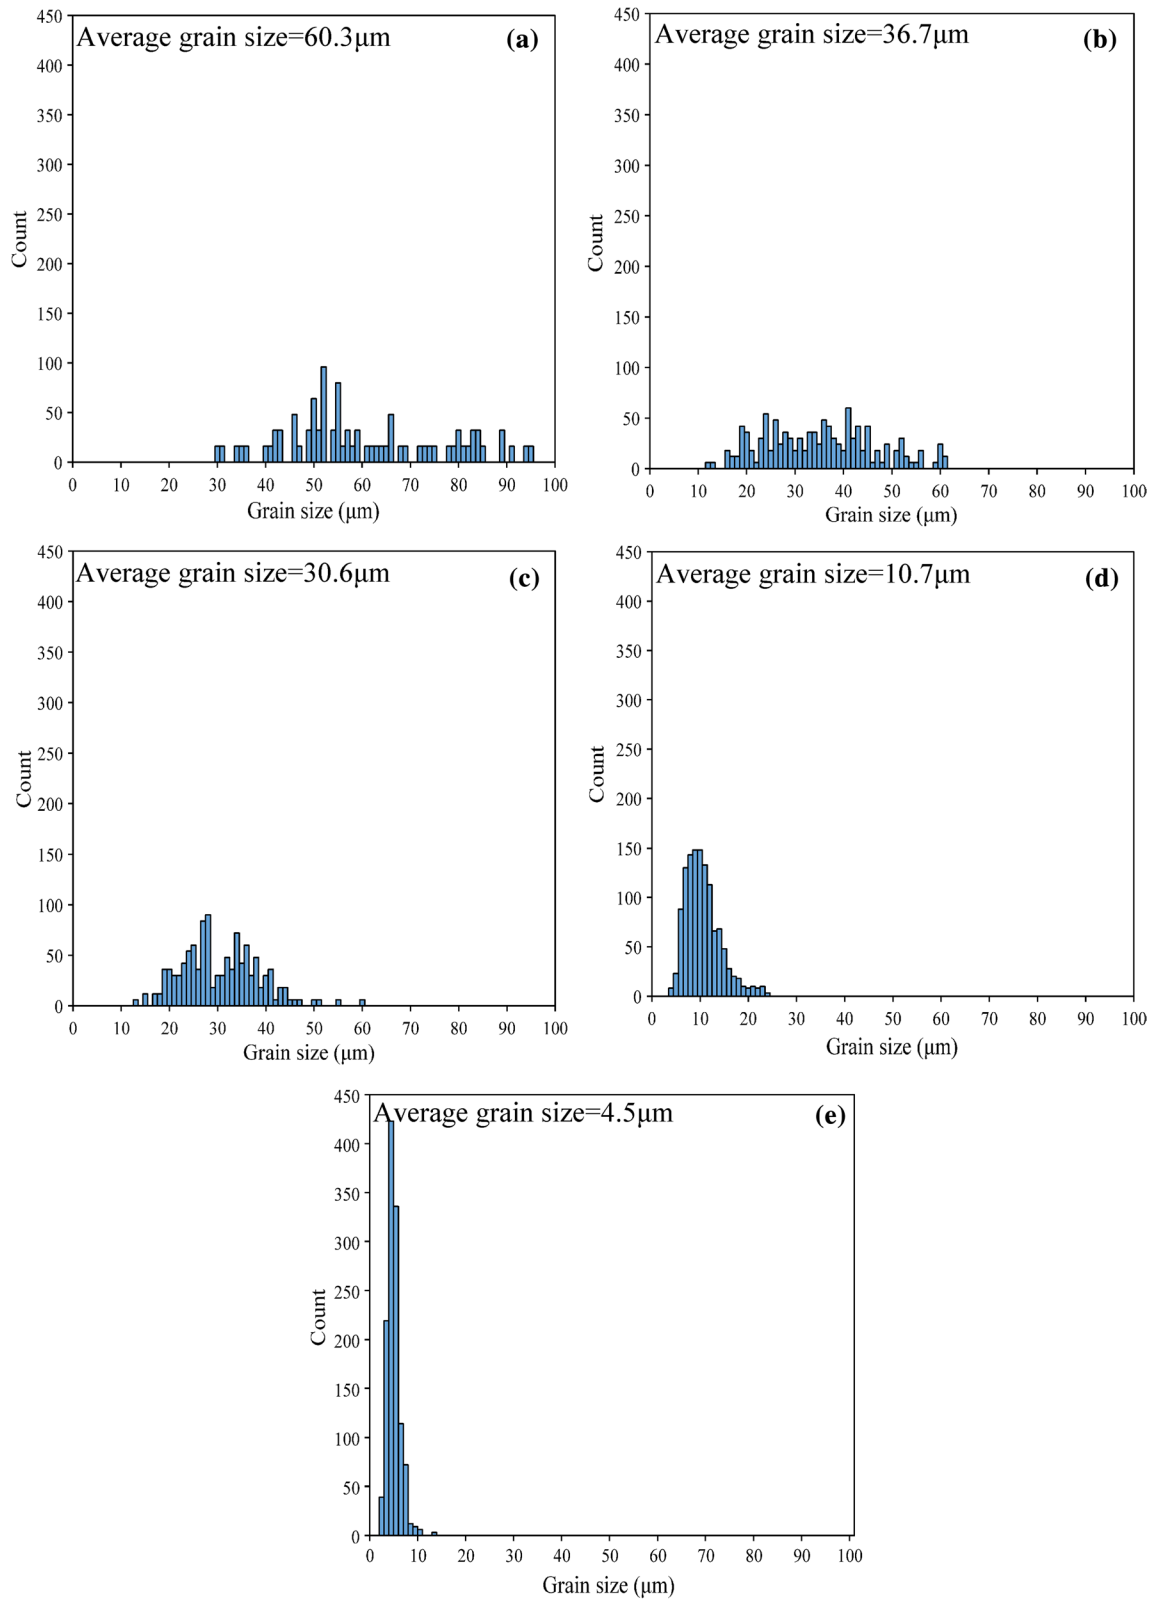 Average grain size=60.3μm
(a)
450
400
350
300
250
200
150
100
50
0
Count
0 10 20 30 40 50 60 70 80 90 100
Grain size (μm)
Average grain size=36.7μm
(b)
450
400
350
300
250
200
150
100
50
0
Count
0 10 20 30 40 50 60 70 80 90 100
Grain size (μm)
Average grain size=30.6μm
(c)
450
400
350
300
250
200
150
100
50
0
Count
0 10 20 30 40 50 60 70 80 90 100
Grain size (μm)
Average grain size=10.7μm
(d)
450
400
350
300
250
200
150
100
50
0
Count
0 10 20 30 40 50 60 70 80 90 100
Grain size (μm)
Average grain size=4.5μm
(e)
450
400
350
300
250
200
150
100
50
0
Count
0 10 20 30 40 50 60 70 80 90 100
Grain size (μm)